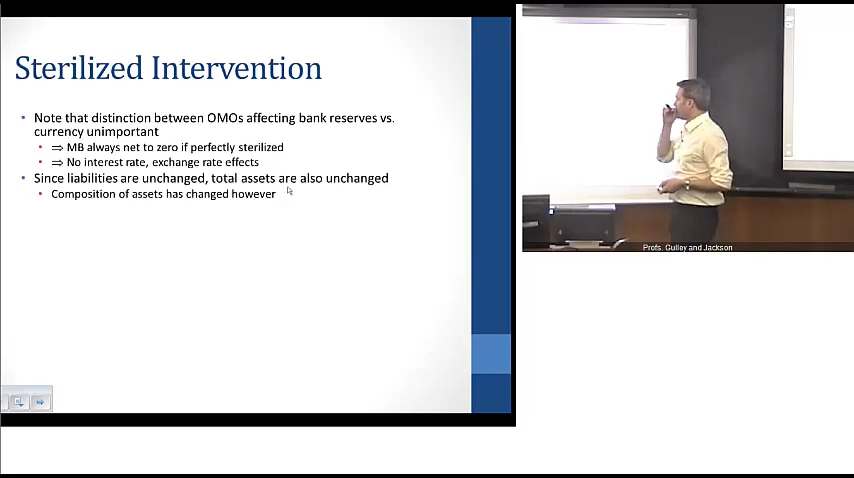 Sterilized Intervention
• Note that distinction between OMOs affecting bank reserves vs.
currency unimportant
• ⇒ MB always net to zero if perfectly sterilized
• ⇒ No interest rate, exchange rate effects
• Since liabilities are unchanged, total assets are also unchanged
• Composition of assets has changed however
Profs. Gulley and Jackson